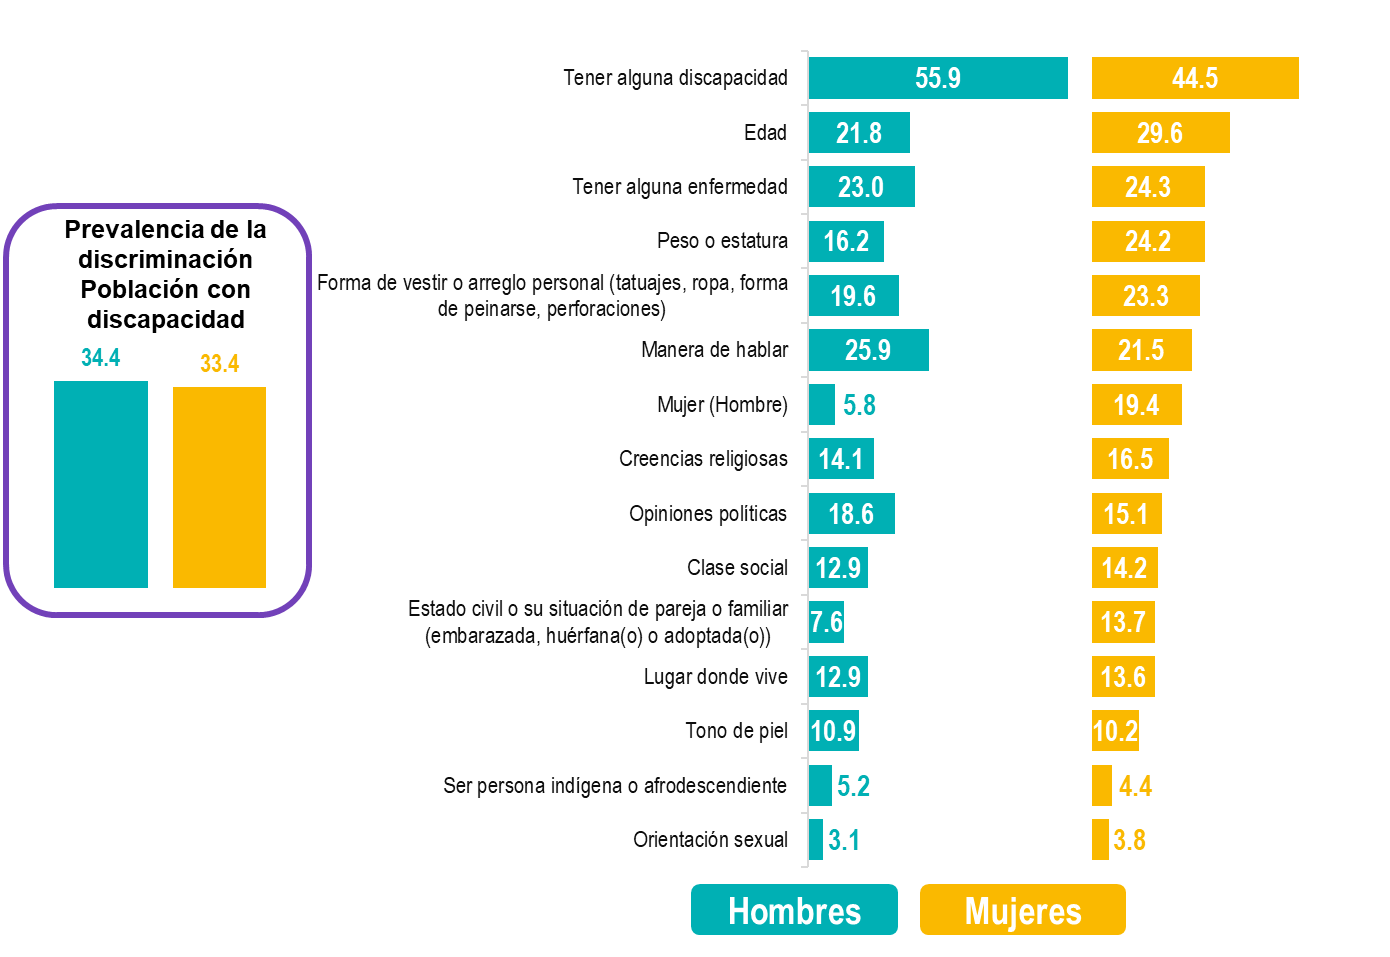 Prevalencia de la
discriminación
Población con
discapacidad
34.4
33.4
Tener alguna discapacidad 55.9 44.5
Edad 21.8 29.6
Tener alguna enfermedad 23.0 24.3
Peso o estatura 16.2 24.2
Forma de vestir o arreglo personal (tatuajes, ropa, forma
de peinarse, perforaciones) 19.6 23.3
Manera de hablar 25.9 21.5
Mujer (Hombre) 5.8 19.4
Creencias religiosas 14.1 16.5
Opiniones políticas 18.6 15.1
Clase social 12.9 14.2
Estado civil o su situación de pareja o familiar
(embarazada, huérfana(o) o adoptada(o)) 7.6 13.7
Lugar donde vive 12.9 13.6
Tono de piel 10.9 10.2
Ser persona indígena o afrodescendiente 5.2 4.4
Orientación sexual 3.1 3.8
Hombres Mujeres